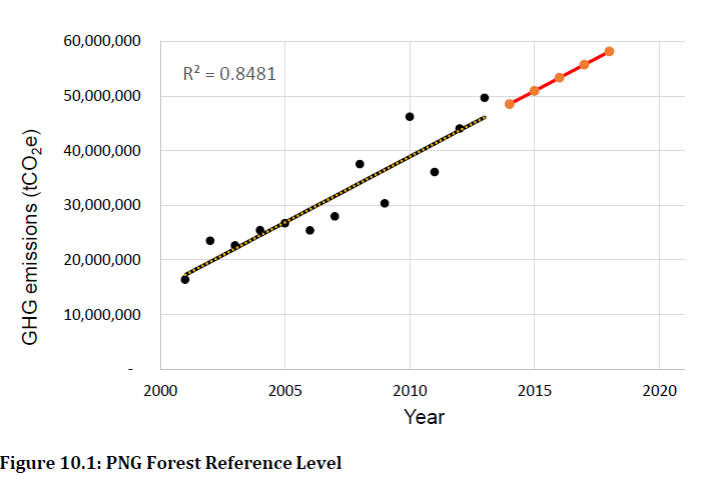 60,000,000
R² = 0.8481
50,000,000
40,000,000
30,000,000
20,000,000
10,000,000
-
GHG emissions (tCO₂e)
2000 2005 2010 2015 2020
Year
Figure 10.1: PNG Forest Reference Level